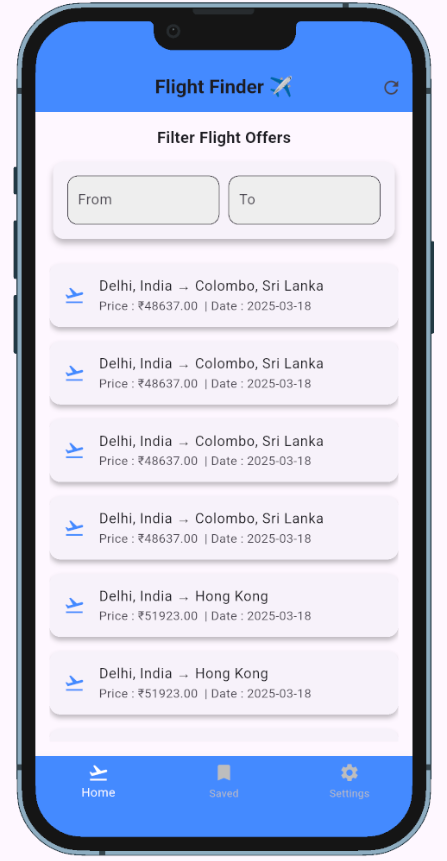 Flight Finder ✈️
Filter Flight Offers
From
To
Delhi, India → Colombo, Sri Lanka
Price : ₹48637.00 | Date : 2025-03-18
Delhi, India → Colombo, Sri Lanka
Price : ₹48637.00 | Date : 2025-03-18
Delhi, India → Colombo, Sri Lanka
Price : ₹48637.00 | Date : 2025-03-18
Delhi, India → Colombo, Sri Lanka
Price : ₹48637.00 | Date : 2025-03-18
Delhi, India → Hong Kong
Price : ₹51923.00 | Date : 2025-03-18
Delhi, India → Hong Kong
Price : ₹51923.00 | Date : 2025-03-18
Home
Saved
Settings